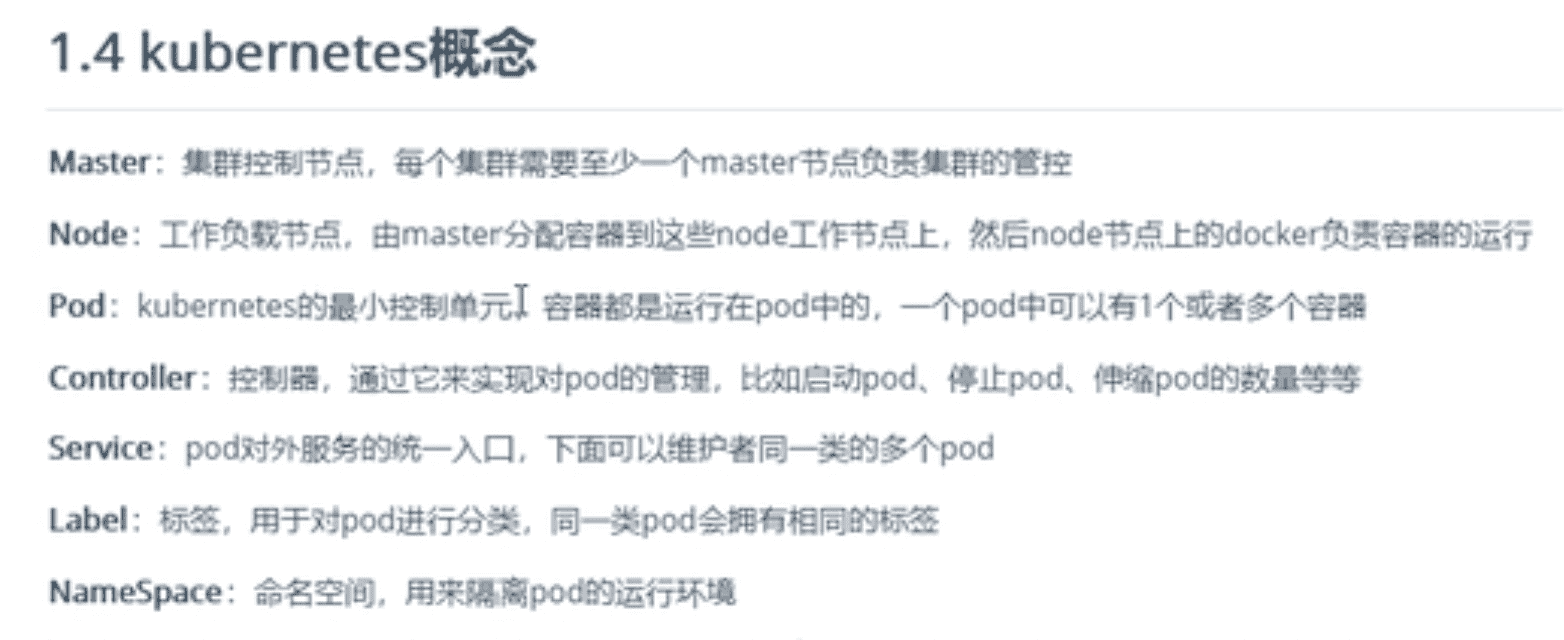 1.4 kubernetes概念
Master：集群控制节点，每个集群需要至少一个master节点负责集群的管控
Node：工作负载节点，由master分配容器到这些node工作节点上，然后node节点上的docker负责容器的运行
Pod：kubernetes的最小控制单元，容器都是运行在pod中的，一个pod中可以有1个或者多个容器
Controller：控制器，通过它来实现对pod的管理，比如启动pod、停止pod、伸缩pod的数量等等
Service：pod对外服务的统一入口，下面可以维护者同一类的多个pod
Label：标签，用于对pod进行分类，同一类pod会拥有相同的标签
NameSpace：命名空间，用来隔离pod的运行环境